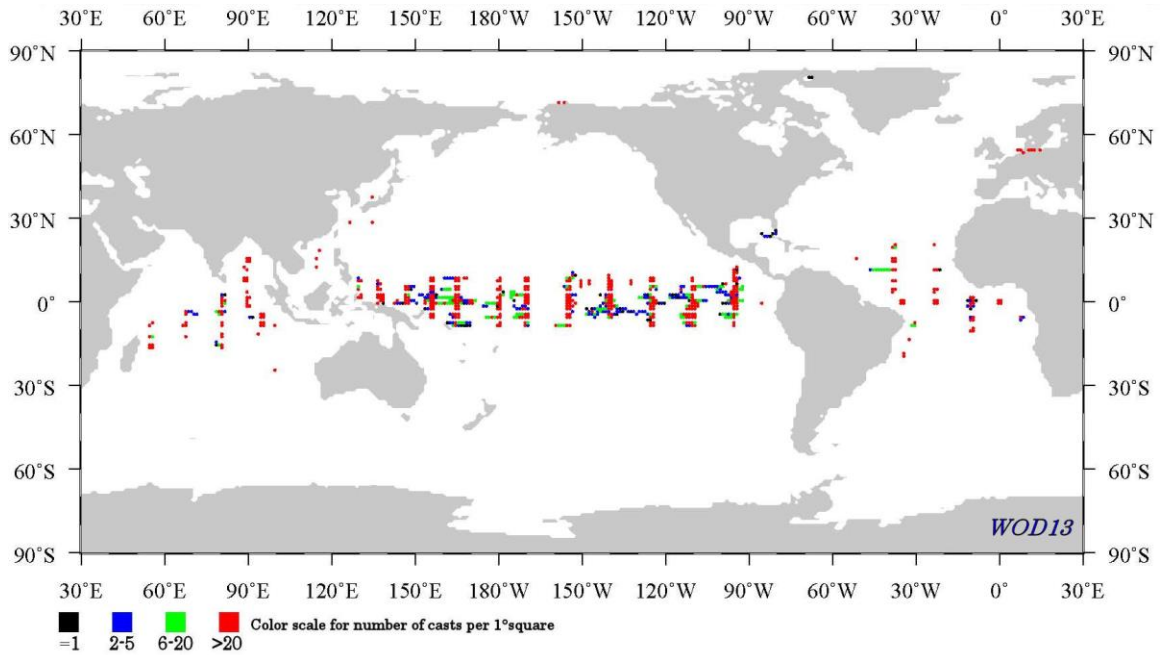 30°E 60°E 90°E 120°E 150°E 180°W 150°W 120°W 90°W 60°W 30°W 0° 30°E
90°N 90°N
60°N 60°N
30°N 30°N
0° 0°
30°S 30°S
60°S 60°S
WOD13
90°S 90°S
30°E 60°E 90°E 120°E 150°E 180°W 150°W 120°W 90°W 60°W 30°W 0° 30°E
Color scale for number of casts per 1°square
=1 2-5 6-20 >20